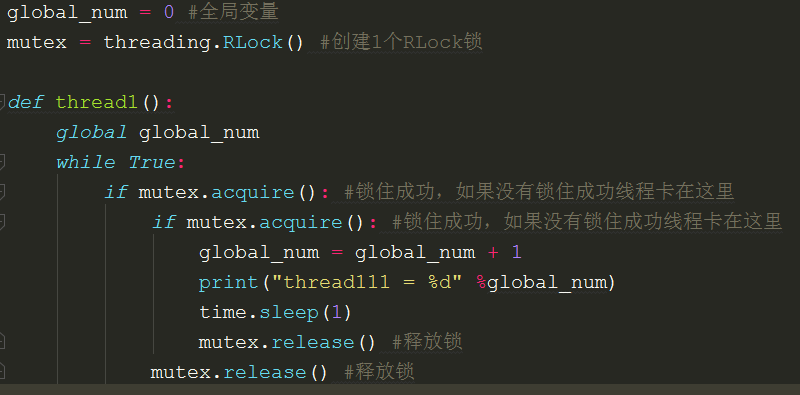 global_num = 0 #全局变量
mutex = threading.RLock() #创建1个RLock锁
def thread1():
global global_num
while True:
if mutex.acquire(): #锁住成功，如果没有锁住成功线程卡在这里
if mutex.acquire(): #锁住成功，如果没有锁住成功线程卡在这里
global_num = global_num + 1
print("thread111 = %d" %global_num)
time.sleep(1)
mutex.release() #释放锁
mutex.release() #释放锁